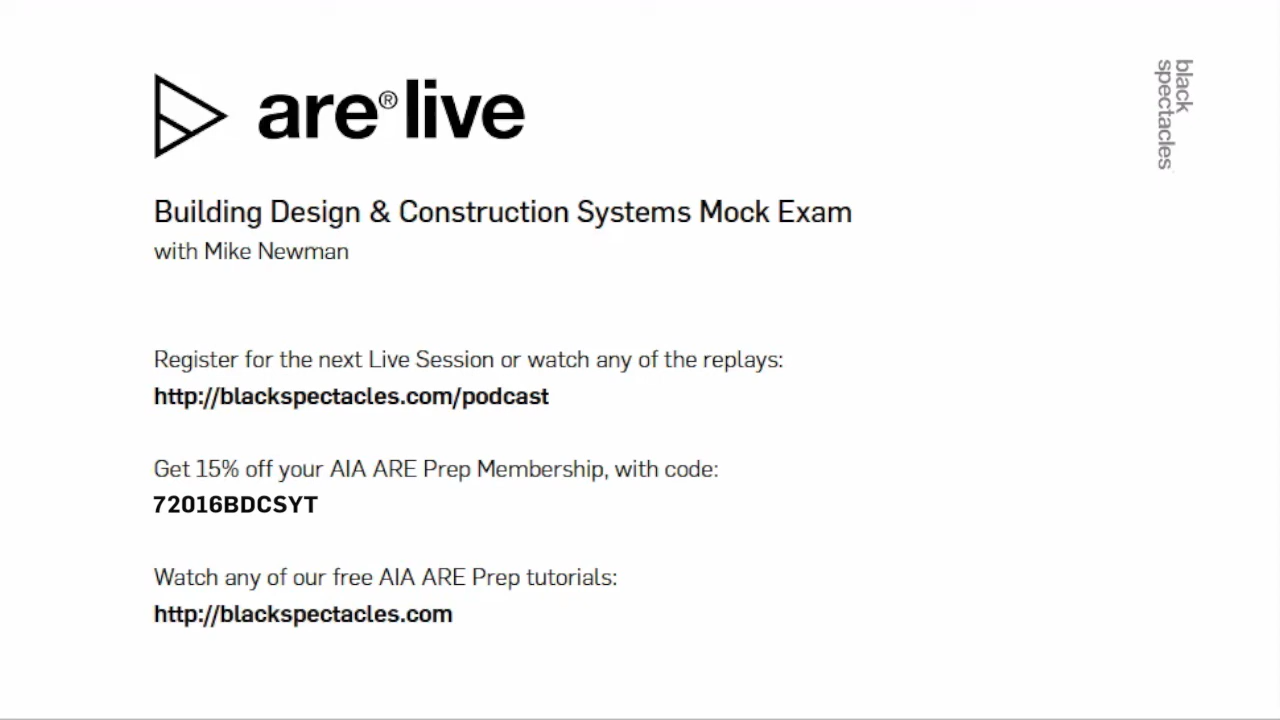 are® live
black
spectacles
Building Design & Construction Systems Mock Exam
with Mike Newman
Register for the next Live Session or watch any of the replays:
http://blackspectacles.com/podcast
Get 15% off your AIA ARE Prep Membership, with code:
72016BDCSYT
Watch any of our free AIA ARE Prep tutorials:
http://blackspectacles.com